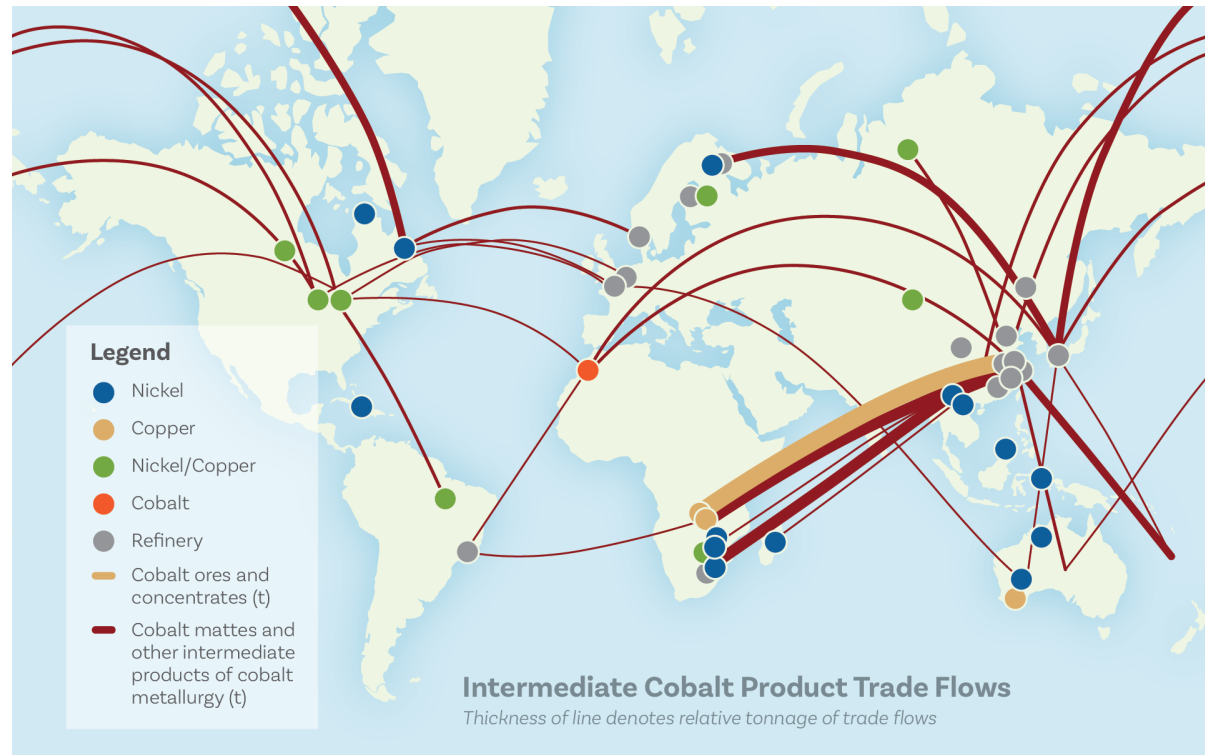 Legend
Nickel
Copper
Nickel/Copper
Cobalt
Refinery
Cobalt ores and
concentrates (t)
Cobalt mattes and
other intermediate
products of cobalt
metallurgy (t)
Intermediate Cobalt Product Trade Flows
Thickness of line denotes relative tonnage of trade flows